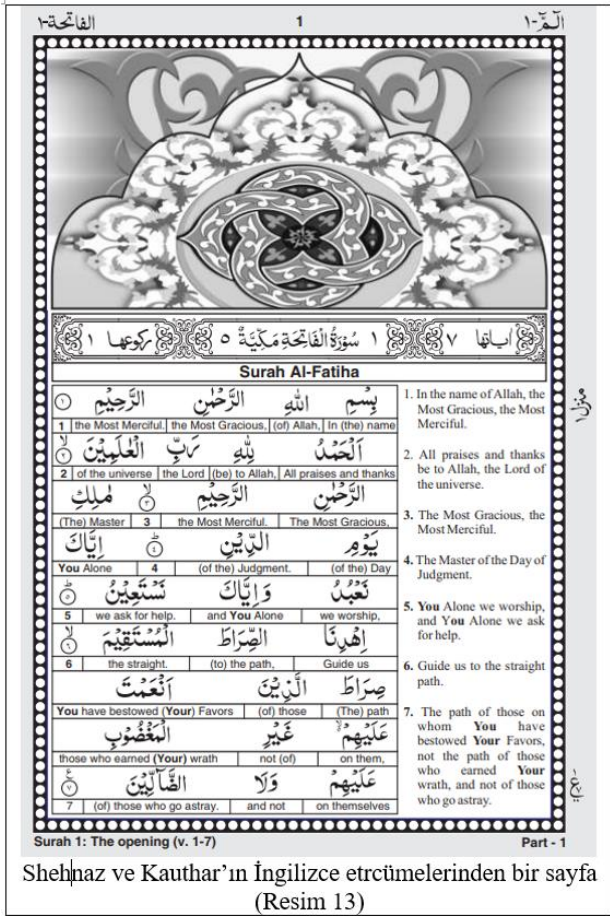 الفاتحة-١ 1 الٓمّٓ-١
اٰیاتها ٧ ١ سُوْرَةُ الْفَاتِحَةِ مَكِّیَّةٌ ٥ ركوعها ١
Surah Al-Fatiha
بِسْمِ اللّٰهِ الرَّحْمٰنِ الرَّحِیْمِ ١
1 the Most Merciful. the Most Gracious, (of) Allah, In (the) name
اَلْحَمْدُ لِلّٰهِ رَبِّ الْعٰلَمِیْنَ ٢
2 of the universe the Lord (be) to Allah, All praises and thanks
الرَّحْمٰنِ الرَّحِیْمِ ٣ مٰلِكِ
(The) Master 3 the Most Merciful. The Most Gracious,
یَوْمِ الدِّیْنِ ٤ اِیَّاكَ
You Alone 4 (of the) Judgment. (of the) Day
نَعْبُدُ وَاِیَّاكَ نَسْتَعِیْنُ ٥
5 we ask for help. and You Alone we worship,
اِهْدِنَا الصِّرَاطَ الْمُسْتَقِیْمَ ٦
6 the straight. (to) the path, Guide us
صِرَاطَ الَّذِیْنَ اَنْعَمْتَ
You have bestowed (Your) Favors (of) those (The) path
عَلَیْهِمْ غَیْرِ الْمَغْضُوْبِ
those who earned (Your) wrath not (of) on them,
عَلَیْهِمْ وَلَا الضَّآلِّیْنَ ٧
7 (of) those who go astray. and not on themselves
1. In the name of Allah, the
Most Gracious, the Most
Merciful.
2. All praises and thanks
be to Allah, the Lord of
the universe.
3. The Most Gracious, the
Most Merciful.
4. The Master of the Day of
Judgment.
5. You Alone we worship,
and You Alone we ask
for help.
6. Guide us to the straight
path.
7. The path of those on
whom You have
bestowed Your Favors,
not the path of those
who earned Your
wrath, and not of those
who go astray.
منزل ١
Surah 1: The opening (v. 1-7) Part - 1
Shehnaz ve Kauthar’ın İngilizce etrcümelerinden bir sayfa
(Resim 13)